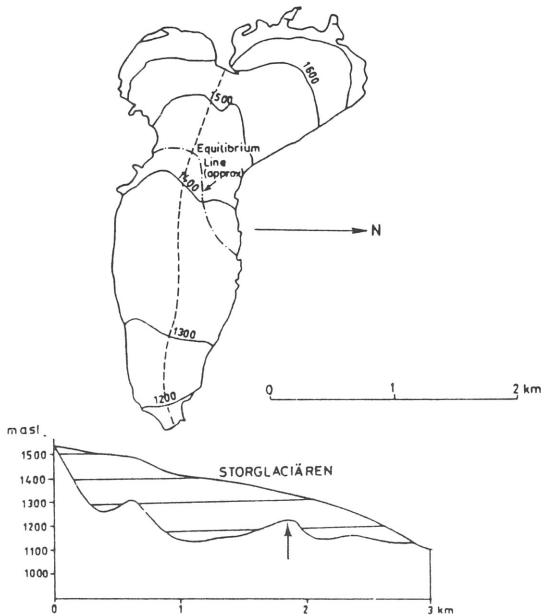 1600
1500
Equilibrium
Line
(approx)
1400
N
1300
1200
0 1 2 km
masl.
1500
STORGLACIÄREN
1400
1300
1200
1100
1000
0 1 2 3 km